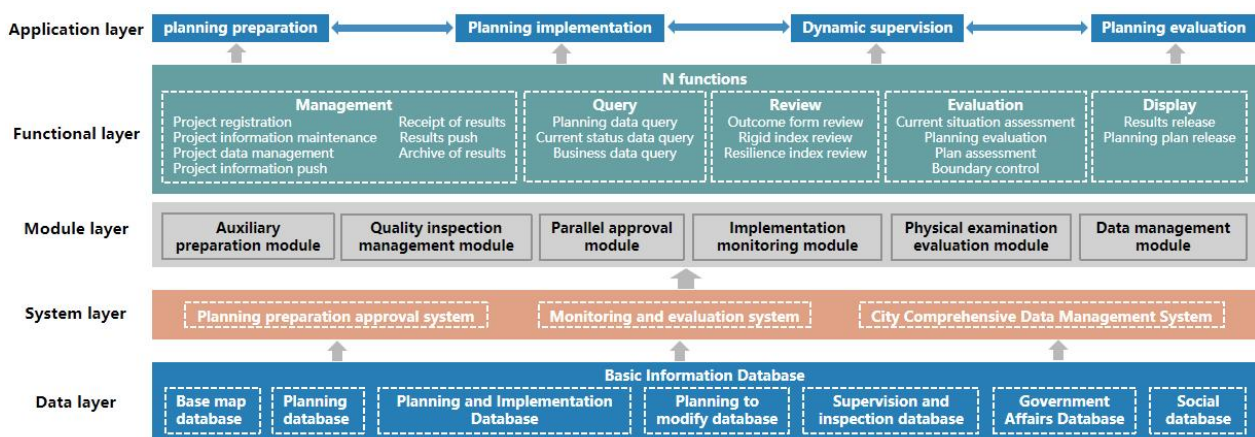 Application layer
planning preparation
Planning implementation
Dynamic supervision
Planning evaluation
Functional layer
N functions
Management
Project registration
Project information maintenance
Project data management
Project information push
Receipt of results
Results push
Archive of results
Query
Planning data query
Current status data query
Business data query
Review
Outcome form review
Rigid index review
Resilience index review
Evaluation
Current situation assessment
Planning evaluation
Plan assessment
Boundary control
Display
Results release
Planning plan release
Module layer
Auxiliary
preparation module
Quality inspection
management module
Parallel approval
module
Implementation
monitoring module
Physical examination
evaluation module
Data management
module
System layer
Planning preparation approval system
Monitoring and evaluation system
City Comprehensive Data Management System
Data layer
Basic Information Database
Base map
database
Planning
database
Planning and Implementation
Database
Planning to
modify database
Supervision and
inspection database
Government
Affairs Database
Social
database